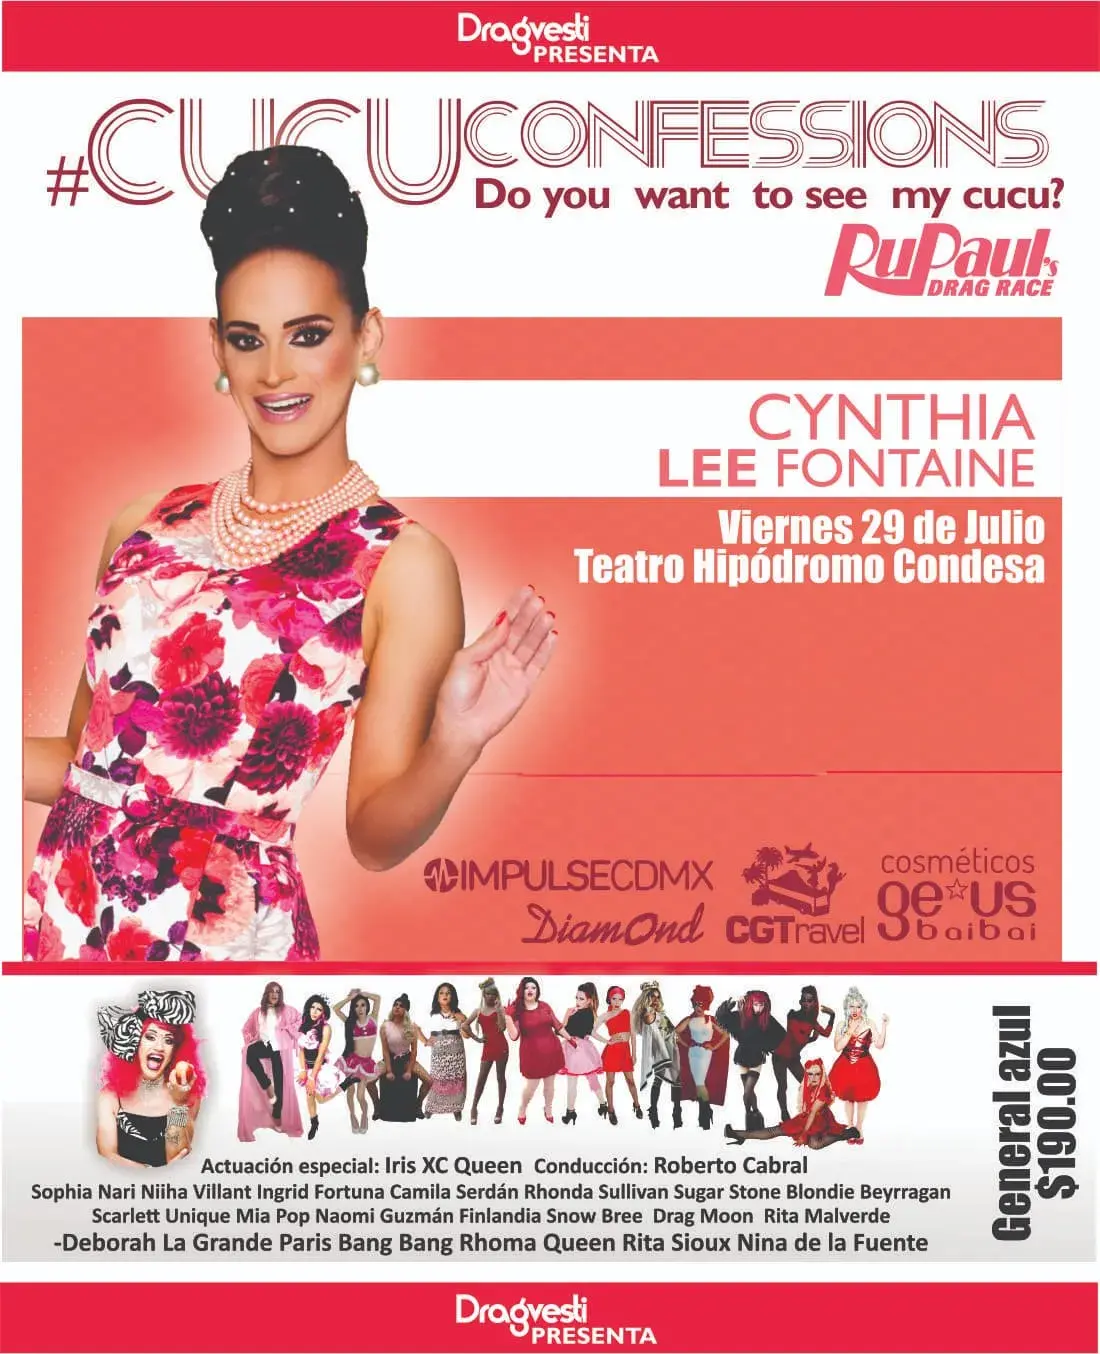 Dragvesti
PRESENTA
#CUCUCONFESSIONS
Do you want to see my cucu?
RuPaul's
DRAG RACE
CYNTHIA
LEE FONTAINE
Viernes 29 de Julio
Teatro Hipódromo Condesa
IMPULSECDMX
DiamOnd
CGTravel
cosméticos
ge☆us
baibai
General azul
$190.00
Actuación especial: Iris XC Queen Conducción: Roberto Cabral
Sophia Nari Niiha Villant Ingrid Fortuna Camila Serdán Rhonda Sullivan Sugar Stone Blondie Beyrragan
Scarlett Unique Mia Pop Naomi Guzmán Finlandia Snow Bree Drag Moon Rita Malverde
-Deborah La Grande Paris Bang Bang Rhoma Queen Rita Sioux Nina de la Fuente
Dragvesti
PRESENTA